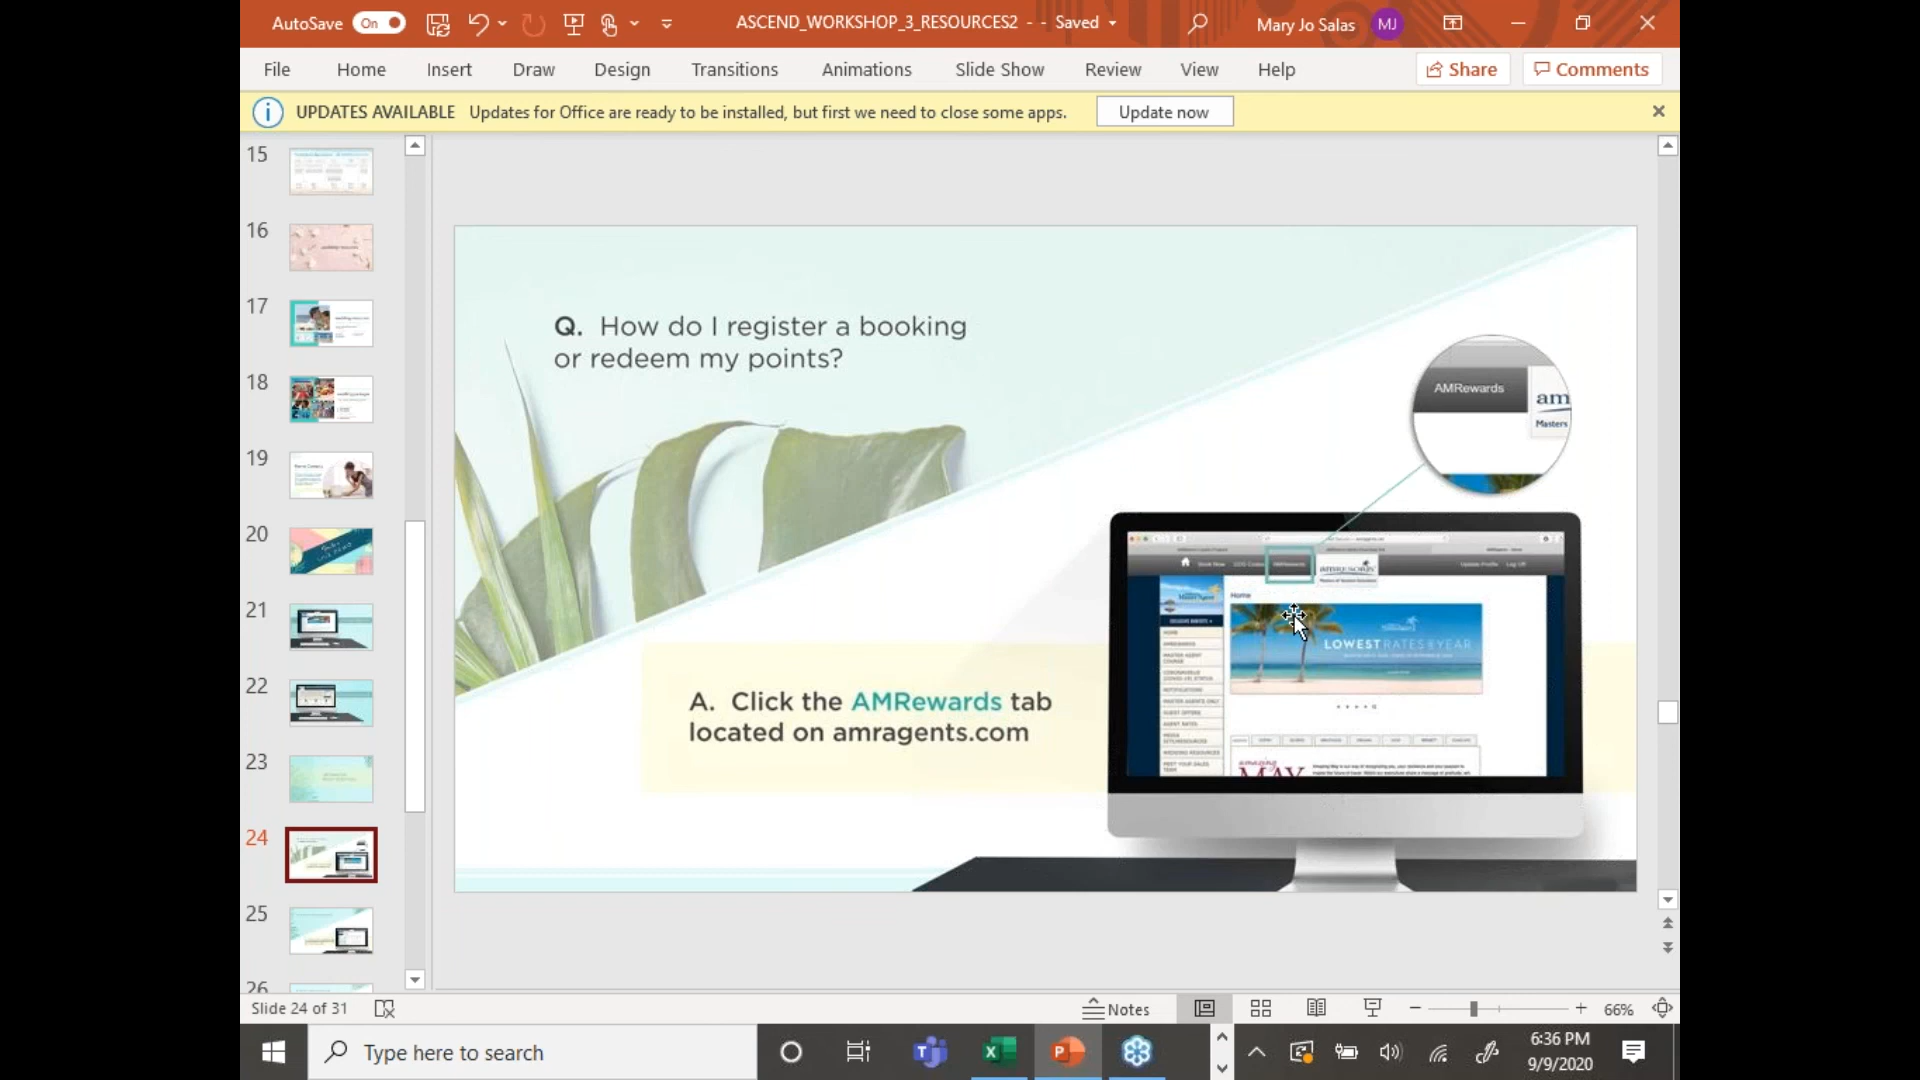 AutoSave On ASCEND_WORKSHOP_3_RESOURCES2 - - Saved Mary Jo Salas MJ
File Home Insert Draw Design Transitions Animations Slide Show Review View Help Share Comments
UPDATES AVAILABLE Updates for Office are ready to be installed, but first we need to close some apps. Update now
15
16
17
18
19
20
21
22
23
24
25
26
Q. How do I register a booking
or redeem my points?
AMRewards
am
Masters
Home
LOWEST RATES OF YEAR
A. Click the AMRewards tab
located on amragents.com
MAY
Slide 24 of 31 Notes 66%
Type here to search
6:36 PM
9/9/2020